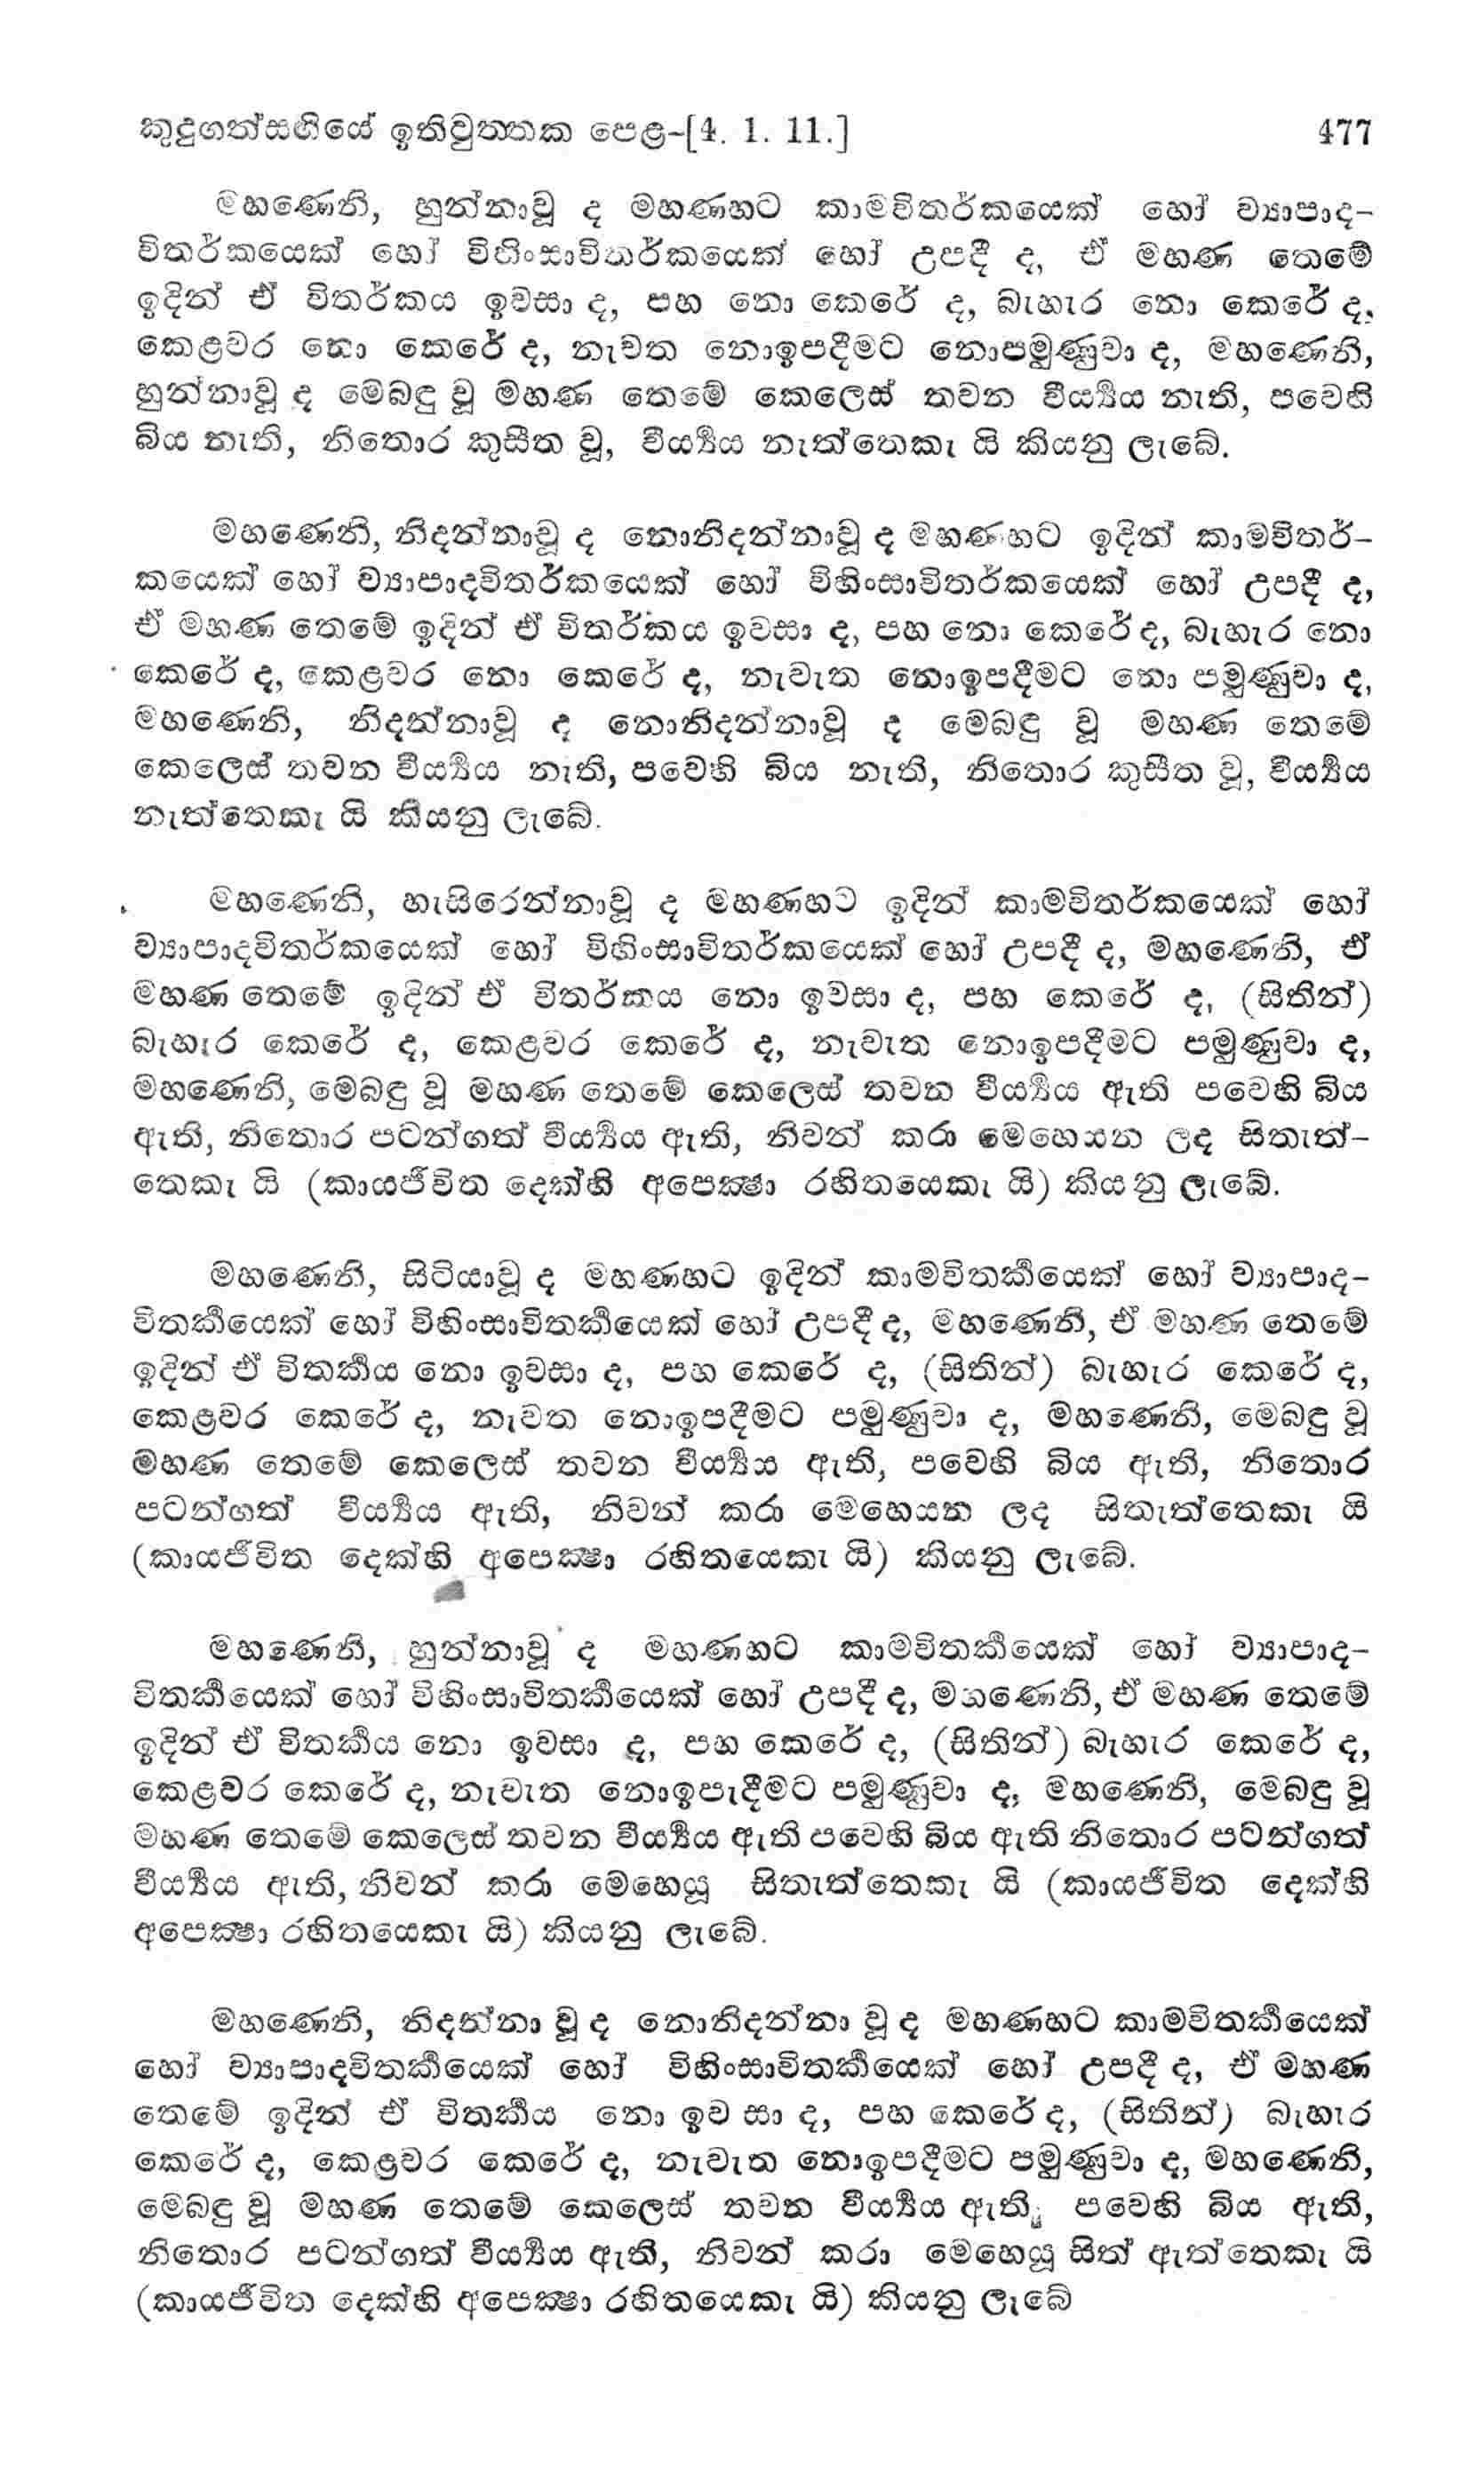 කුදුගත්සඟියේ ඉතිවුත්තක පෙළ-[4. 1. 11.] 477
මහණෙනි, හුන්නාවූ ද මහණහට කාමවිතර්කයෙක් හෝ ව්‍යාපාද-
විතර්කයෙක් හෝ විහිංසාවිතර්කයෙක් හෝ උපදී ද, ඒ මහණ තෙමේ
ඉදින් ඒ විතර්කය ඉවසා ද, පහ නො කෙරේ ද, බැහැර නො කෙරේ ද,
කෙළවර නො කෙරේ ද, නැවත නොඉපදීමට නොපමුණුවා ද, මහණෙනි,
හුන්නාවූ ද මෙබඳු වූ මහණ තෙමේ කෙලෙස් තවන වීර්‍ය්‍යය නැති, පවෙහි
බිය නැති, නිතොර කුසීත වූ, වීර්‍ය්‍යය නැත්තෙකැ යි කියනු ලැබේ.
මහණෙනි, නිදන්නාවූ ද නොනිදන්නාවූ ද මහණහට ඉදින් කාමවිතර්-
කයෙක් හෝ ව්‍යාපාදවිතර්කයෙක් හෝ විහිංසාවිතර්කයෙක් හෝ උපදී ද,
ඒ මහණ තෙමේ ඉදින් ඒ විතර්කය ඉවසා ද, පහ නො කෙරේ ද, බැහැර නො
කෙරේ ද, කෙළවර නො කෙරේ ද, නැවැත නොඉපදීමට නො පමුණුවා ද,
මහණෙනි, නිදන්නාවූ ද නොනිදන්නාවූ ද මෙබඳු වූ මහණ තෙමේ
කෙලෙස් තවන වීර්‍ය්‍යය නැති, පවෙහි බිය නැති, නිතොර කුසීත වූ, වීර්‍ය්‍යය
නැත්තෙකැ යි කියනු ලැබේ.
මහණෙනි, හැසිරෙන්නාවූ ද මහණහට ඉදින් කාමවිතර්කයෙක් හෝ
ව්‍යාපාදවිතර්කයෙක් හෝ විහිංසාවිතර්කයෙක් හෝ උපදී ද, මහණෙනි, ඒ
මහණ තෙමේ ඉදින් ඒ විතර්කය නො ඉවසා ද, පහ කෙරේ ද, (සිතින්)
බැහැර කෙරේ ද, කෙළවර කෙරේ ද, නැවැත නොඉපදීමට පමුණුවා ද,
මහණෙනි, මෙබඳු වූ මහණ තෙමේ කෙලෙස් තවන වීර්‍ය්‍යය ඇති පවෙහි බිය
ඇති, නිතොර පටන්ගත් වීර්‍ය්‍යය ඇති, නිවන් කරා මෙහෙයන ලද සිතැත්-
තෙකැ යි (කායජීවිත දෙක්හි අපෙක්‍ෂා රහිතයෙකැ යි) කියනු ලැබේ.
මහණෙනි, සිටියාවූ ද මහණහට ඉදින් කාමවිතර්‍කයෙක් හෝ ව්‍යාපාද-
විතර්‍කයෙක් හෝ විහිංසාවිතර්‍කයෙක් හෝ උපදී ද, මහණෙනි, ඒ මහණ තෙමේ
ඉදින් ඒ විතර්‍කය නො ඉවසා ද, පහ කෙරේ ද, (සිතින්) බැහැර කෙරේ ද,
කෙළවර කෙරේ ද, නැවත නොඉපදීමට පමුණුවා ද, මහණෙනි, මෙබඳු වූ
මහණ තෙමේ කෙලෙස් තවන වීර්‍ය්‍යය ඇති, පවෙහි බිය ඇති, නිතොර
පටන්ගත් වීර්‍ය්‍යය ඇති, නිවන් කරා මෙහෙයන ලද සිතැත්තෙකැ යි
(කායජීවිත දෙක්හි අපෙක්‍ෂා රහිතයෙකැ යි) කියනු ලැබේ.
මහණෙනි, හුන්නාවූ ද මහණහට කාමවිතර්‍කයෙක් හෝ ව්‍යාපාද-
විතර්‍කයෙක් හෝ විහිංසාවිතර්‍කයෙක් හෝ උපදී ද, මහණෙනි, ඒ මහණ තෙමේ
ඉදින් ඒ විතර්‍කය නො ඉවසා ද, පහ කෙරේ ද, (සිතින්) බැහැර කෙරේ ද,
කෙළවර කෙරේ ද, නැවැත නොඉපැදීමට පමුණුවා ද, මහණෙනි, මෙබඳු වූ
මහණ තෙමේ කෙලෙස් තවන වීර්‍ය්‍යය ඇති පවෙහි බිය ඇති නිතොර පටන්ගත්
වීර්‍ය්‍යය ඇති, නිවන් කරා මෙහෙයූ සිතැත්තෙකැ යි (කායජීවිත දෙක්හි
අපෙක්‍ෂා රහිතයෙකැ යි) කියනු ලැබේ.
මහණෙනි, නිදන්නා වූ ද නොනිදන්නා වූ ද මහණහට කාමවිතර්‍කයෙක්
හෝ ව්‍යාපාදවිතර්‍කයෙක් හෝ විහිංසාවිතර්‍කයෙක් හෝ උපදී ද, ඒ මහණ
තෙමේ ඉදින් ඒ විතර්‍කය නො ඉව සා ද, පහ කෙරේ ද, (සිතින්) බැහැර
කෙරේ ද, කෙළවර කෙරේ ද, නැවැත නොඉපදීමට පමුණුවා ද, මහණෙනි,
මෙබඳු වූ මහණ තෙමේ කෙලෙස් තවන වීර්‍ය්‍යය ඇති, පවෙහි බිය ඇති,
නිතොර පටන්ගත් වීර්‍ය්‍යය ඇති, නිවන් කරා මෙහෙයූ සිත් ඇත්තෙකැ යි
(කායජීවිත දෙක්හි අපෙක්‍ෂා රහිතයෙකැ යි) කියනු ලැබේ